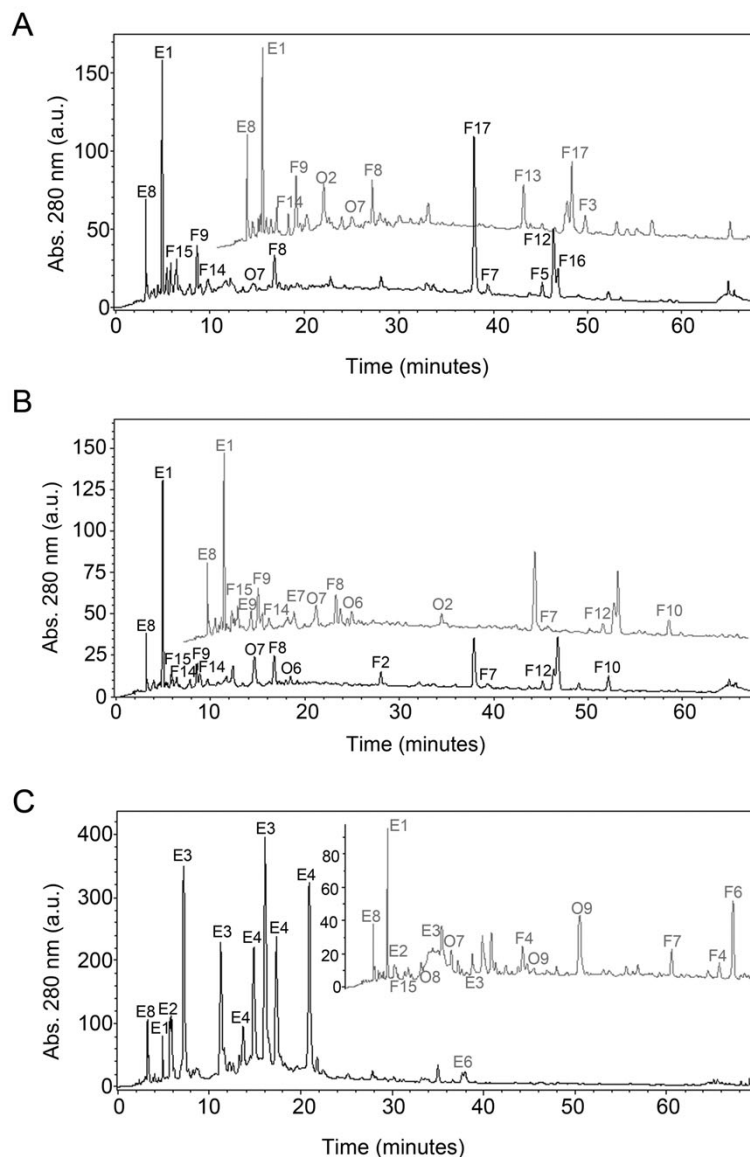 A
Abs. 280 nm (a.u.)
150
100
50
0
E8
E1
F15
F9
F14
O7
F8
F17
F7
F5
F12
F16
E8
E1
F14
F9
O2
O7
F8
F13
F17
F3
0
10
20
30
40
50
60
Time (minutes)
B
Abs. 280 nm (a.u.)
150
125
100
75
50
25
0
E8
E1
F15
F14
F9
F14
O7
F8
O6
F2
F7
F12
F10
E8
E1
F15
E9
F9
F14
E7
O7
F8
O6
O2
F7
F12
F10
0
10
20
30
40
50
60
Time (minutes)
C
Abs. 280 nm (a.u.)
400
300
200
100
0
E8
E1
E2
E3
E3
E4
E4
E3
E4
E4
E6
80
60
40
20
0
E8
E1
E2
F15
O8
E3
O7
E3
F4
O9
O9
F7
F4
F6
0
10
20
30
40
50
60
Time (minutes)